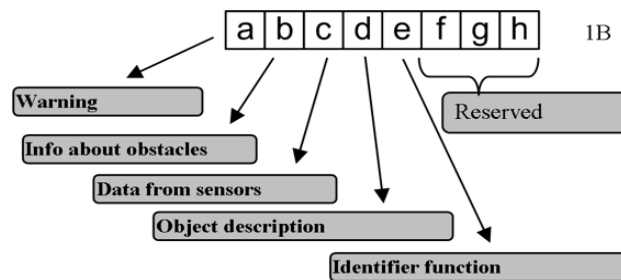 a b c d e f g h 1B
Warning
Reserved
Info about obstacles
Data from sensors
Object description
Identifier function